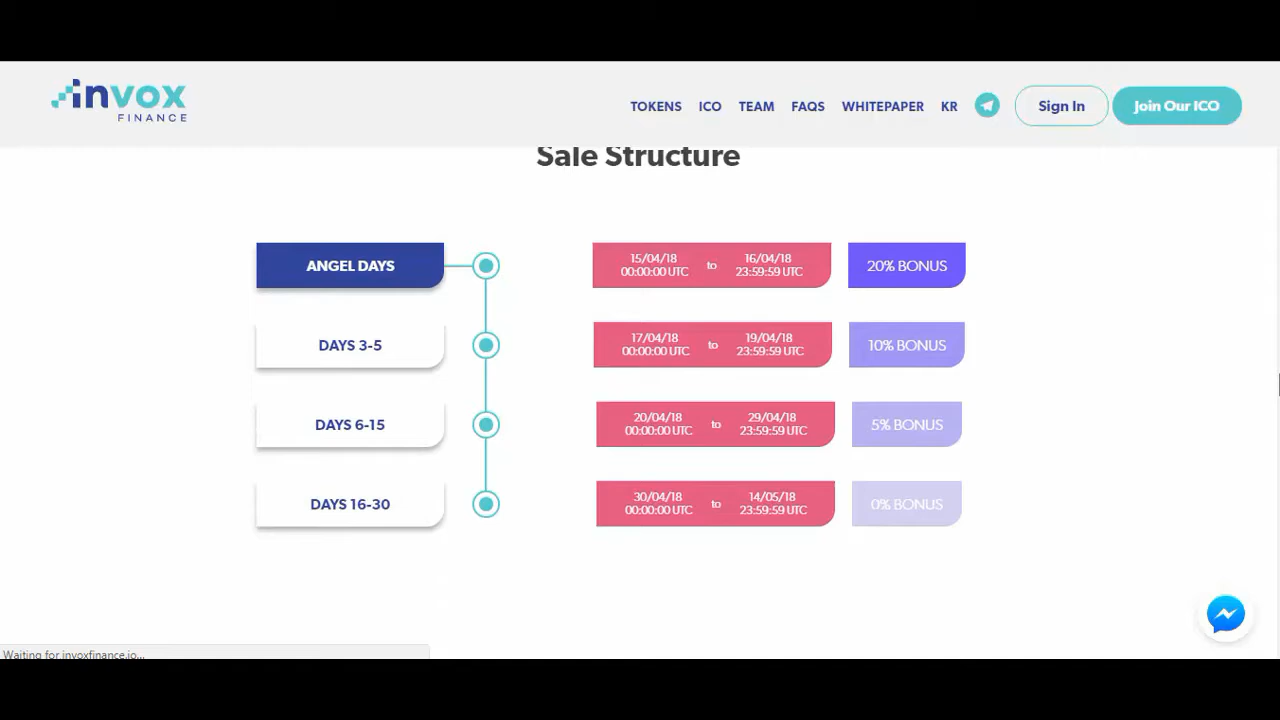 invox
FINANCE
TOKENS ICO TEAM FAQS WHITEPAPER KR Sign In Join Our ICO
Sale Structure
ANGEL DAYS
15/04/18 00:00:00 UTC to 16/04/18 23:59:59 UTC
20% BONUS
DAYS 3-5
17/04/18 00:00:00 UTC to 19/04/18 23:59:59 UTC
10% BONUS
DAYS 6-15
20/04/18 00:00:00 UTC to 29/04/18 23:59:59 UTC
5% BONUS
DAYS 16-30
30/04/18 00:00:00 UTC to 14/05/18 23:59:59 UTC
0% BONUS
Waiting for invoxfinance.io...